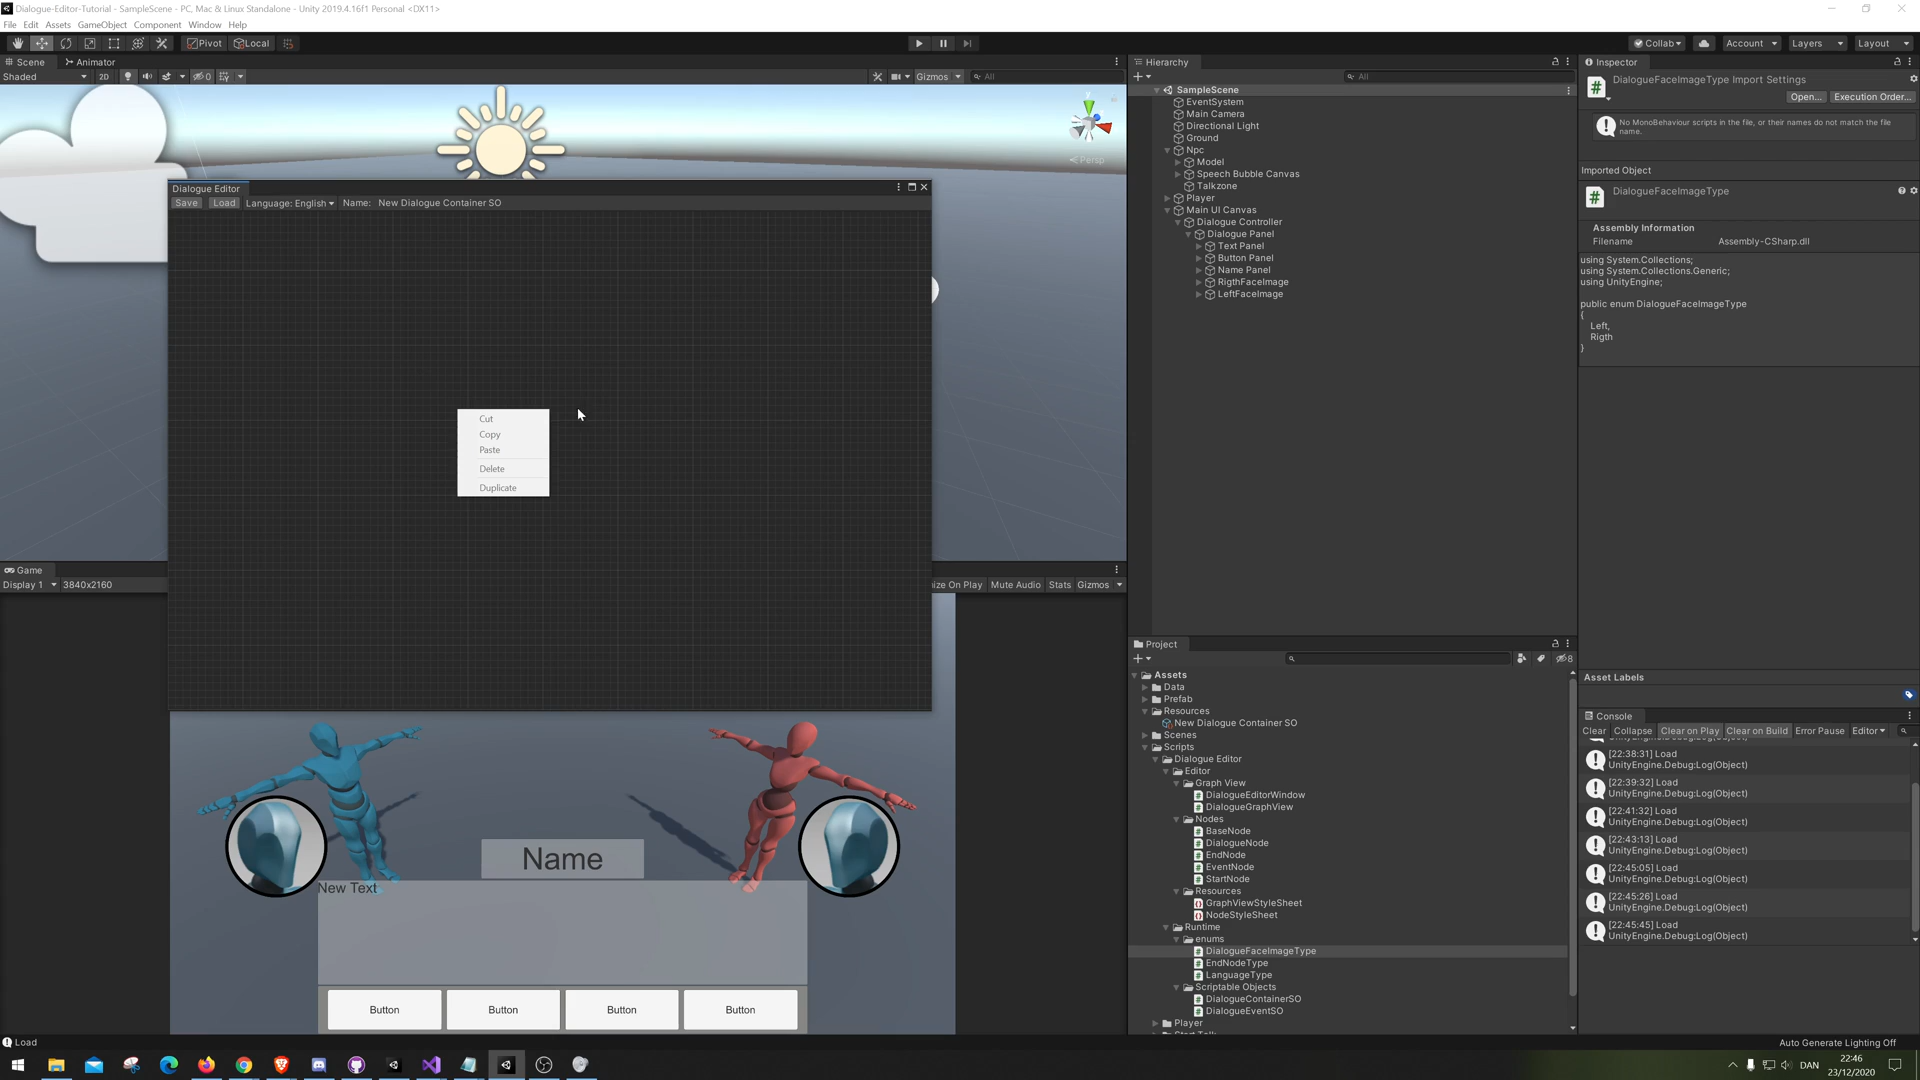 Dialogue-Editor-Tutorial - SampleScene - PC, Mac & Linux Standalone - Unity 2019.4.16f1 Personal <DX11>
File Edit Assets GameObject Component Window Help
Pivot Local Collab Account Layers Layout
Scene Animator
Shaded 2D 0 Gizmos All
Persp
Dialogue Editor
Save Load Language: English Name: New Dialogue Container SO
Cut
Copy
Paste
Delete
Duplicate
Game
Display 1 3840x2160 ize On Play Mute Audio Stats Gizmos
Name
New Text
Button Button Button Button
Hierarchy
All
SampleScene
EventSystem
Main Camera
Directional Light
Ground
Npc
Model
Speech Bubble Canvas
Talkzone
Player
Main UI Canvas
Dialogue Controller
Dialogue Panel
Text Panel
Button Panel
Name Panel
RigthFaceImage
LeftFaceImage
Project
8
Assets
Data
Prefab
Resources
New Dialogue Container SO
Scenes
Scripts
Dialogue Editor
Editor
Graph View
DialogueEditorWindow
DialogueGraphView
Nodes
BaseNode
DialogueNode
EndNode
EventNode
StartNode
Resources
GraphViewStyleSheet
NodeStyleSheet
Runtime
enums
DialogueFaceImageType
EndNodeType
LanguageType
Scriptable Objects
DialogueContainerSO
DialogueEventSO
Player
Inspector
DialogueFaceImageType Import Settings
Open... Execution Order...
No MonoBehaviour scripts in the file, or their names do not match the file
name.
Imported Object
DialogueFaceImageType
Assembly Information
Filename Assembly-CSharp.dll
using System.Collections;
using System.Collections.Generic;
using UnityEngine;
public enum DialogueFaceImageType
{
Left,
Rigth
}
Asset Labels
Console
Clear Collapse Clear on Play Clear on Build Error Pause Editor
[22:38:31] Load
UnityEngine.Debug:Log(Object)
[22:39:32] Load
UnityEngine.Debug:Log(Object)
[22:41:32] Load
UnityEngine.Debug:Log(Object)
[22:43:13] Load
UnityEngine.Debug:Log(Object)
[22:45:05] Load
UnityEngine.Debug:Log(Object)
[22:45:26] Load
UnityEngine.Debug:Log(Object)
[22:45:45] Load
UnityEngine.Debug:Log(Object)
Load
Auto Generate Lighting Off
DAN
22:46
23/12/2020